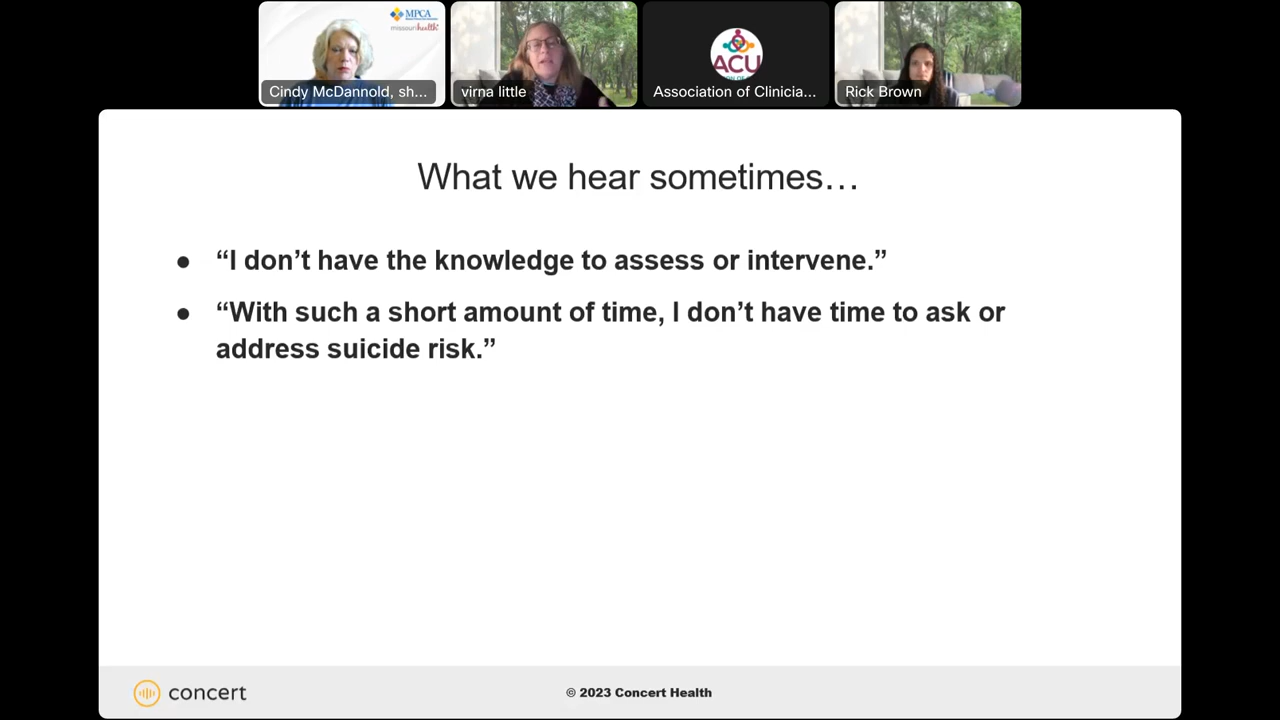 MPCA
missourihealth+
Cindy McDannold, sh...
virna little
ACU
Association of Clinicia...
Rick Brown
What we hear sometimes…
● “I don’t have the knowledge to assess or intervene.”
● “With such a short amount of time, I don’t have time to ask or
address suicide risk.”
concert
© 2023 Concert Health